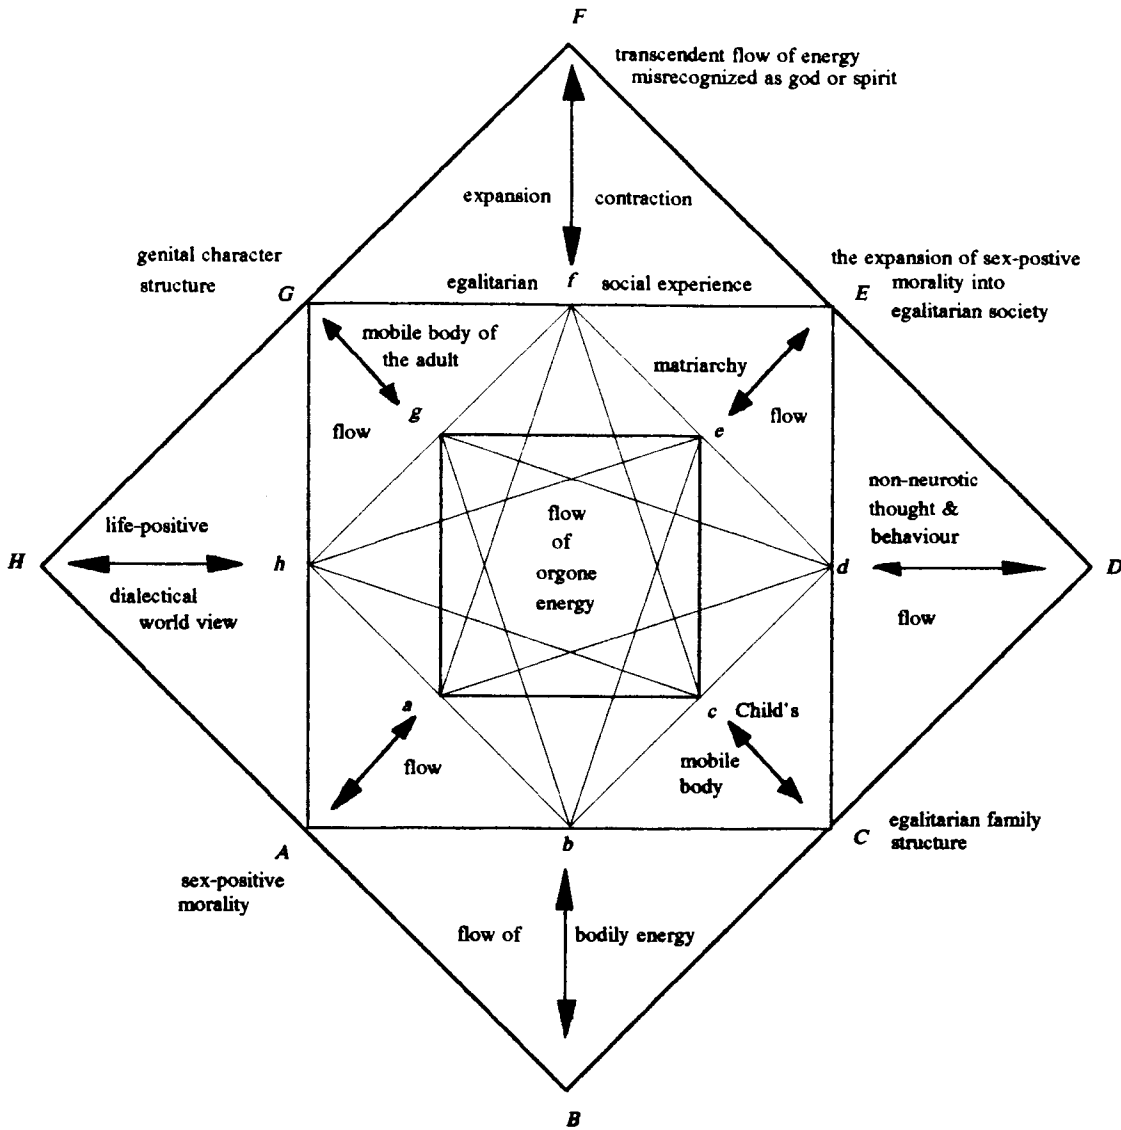 F
transcendent flow of energy
misrecognized as god or spirit
expansion
contraction
genital character
structure
G
egalitarian
f
social experience
the expansion of sex-postive
morality into
egalitarian society
E
mobile body of
the adult
matriarchy
g
flow
e
flow
non-neurotic
thought &
behaviour
life-positive
flow
of
orgone
energy
H
h
d
D
dialectical
world view
flow
a
c
Child's
flow
mobile
body
A
b
C
egalitarian family
structure
sex-positive
morality
flow of
bodily energy
B